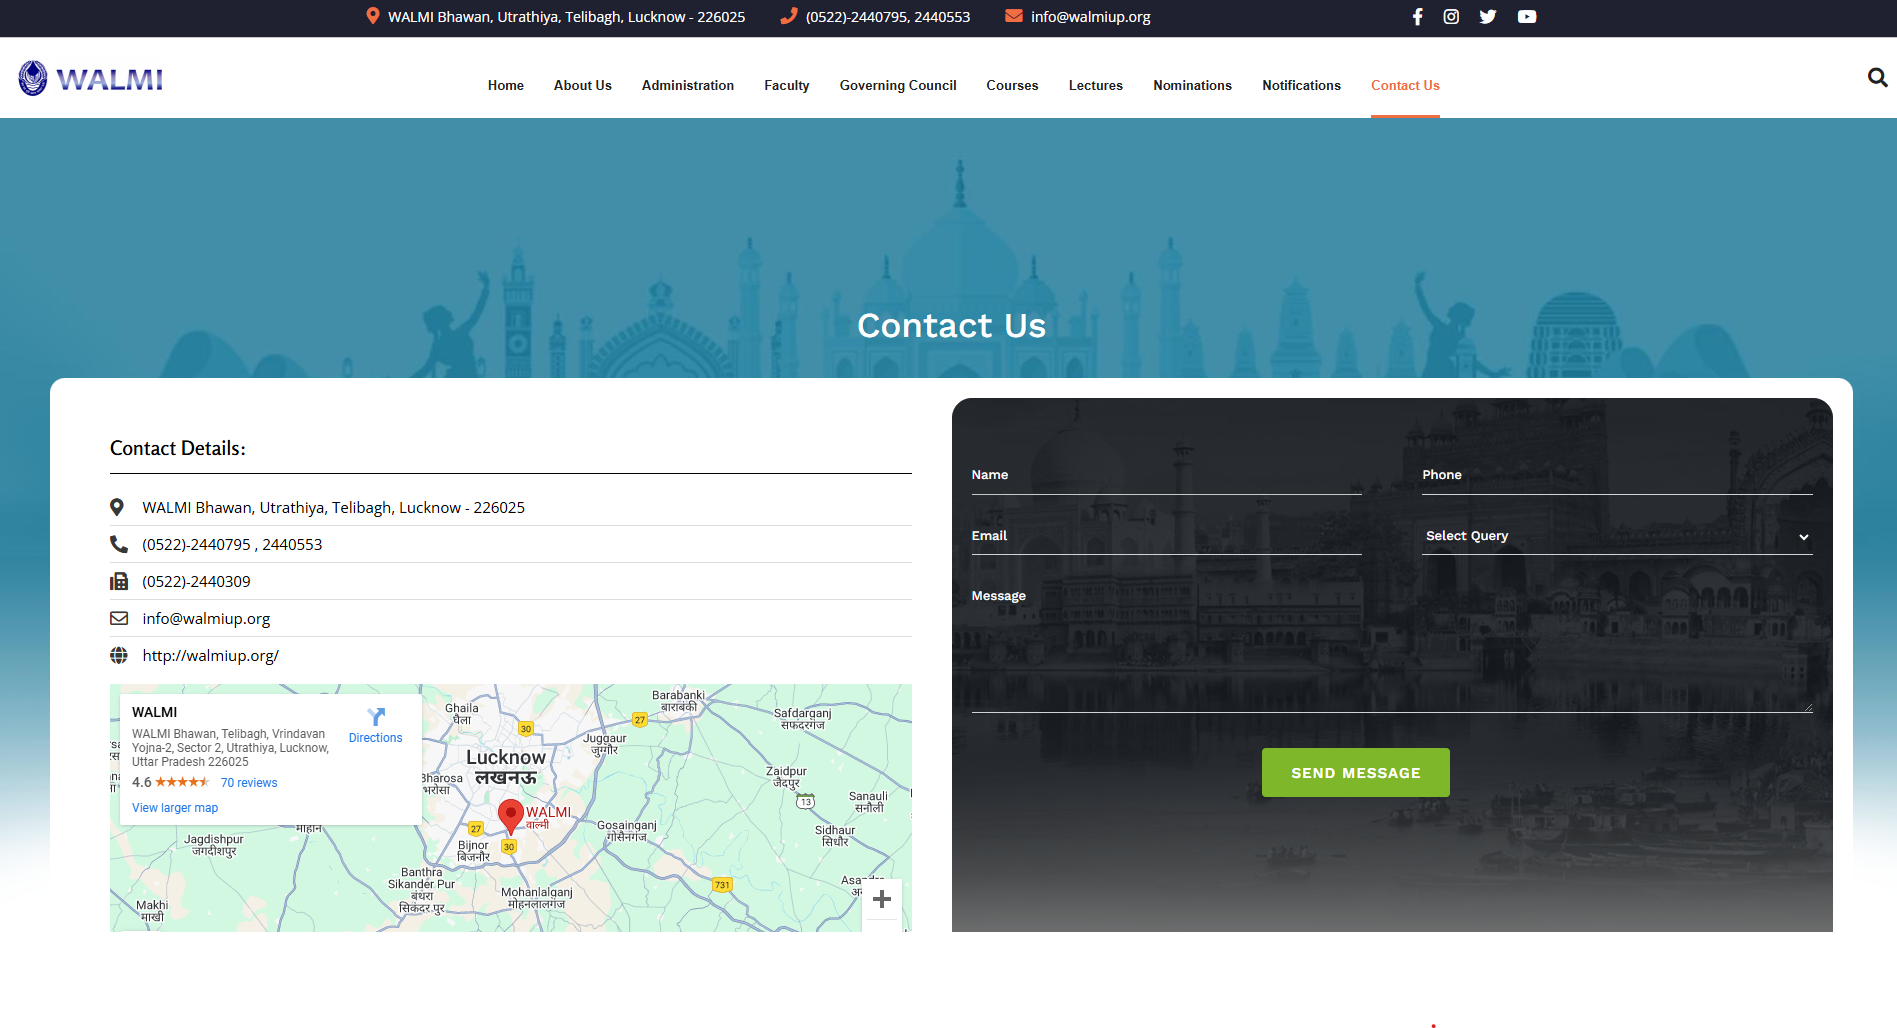 WALMI Bhawan, Utrathiya, Telibagh, Lucknow - 226025 (0522)-2440795, 2440553 info@walmiup.org
WALMI
Home About Us Administration Faculty Governing Council Courses Lectures Nominations Notifications Contact Us
Contact Us
Contact Details:
WALMI Bhawan, Utrathiya, Telibagh, Lucknow - 226025
(0522)-2440795 , 2440553
(0522)-2440309
info@walmiup.org
http://walmiup.org/
WALMI
WALMI Bhawan, Telibagh, Vrindavan
Yojna-2, Sector 2, Utrathiya, Lucknow,
Uttar Pradesh 226025
4.6 70 reviews
View larger map
Directions
Ghaila
घैला
Barabanki
बाराबंकी
27
Safdarganj
सफदरगंज
30
Juggaur
जुग्गौर
Lucknow
लखनऊ
Bharosa
भरोसा
Zaidpur
जैदपुर
13
Sanauli
सनौली
WALMI
वाल्मी
27
Gosainganj
गोसैनगंज
Sidhaur
सिधौर
Jagdishpur
जगदीशपुर
Bijnor
बिजनौर
30
Banthra
Sikander Pur
बंथरा
सिकंदर पुर
Mohanlalganj
मोहनलालगंज
731
Makhi
माखी
Name
Phone
Email
Select Query
Message
SEND MESSAGE